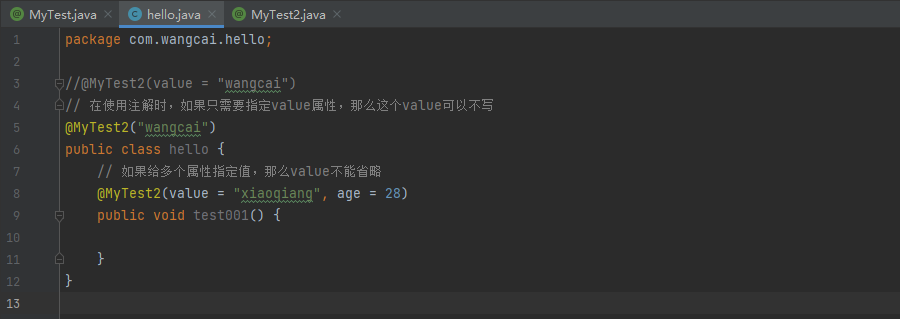 MyTest.java hello.java MyTest2.java
1 package com.wangcai.hello;
2
3 //@MyTest2(value = "wangcai")
4 // 在使用注解时，如果只需要指定value属性，那么这个value可以不写
5 @MyTest2("wangcai")
6 public class hello {
7 // 如果给多个属性指定值，那么value不能省略
8 @MyTest2(value = "xiaoqiang", age = 28)
9 public void test001() {
10
11 }
12 }
13